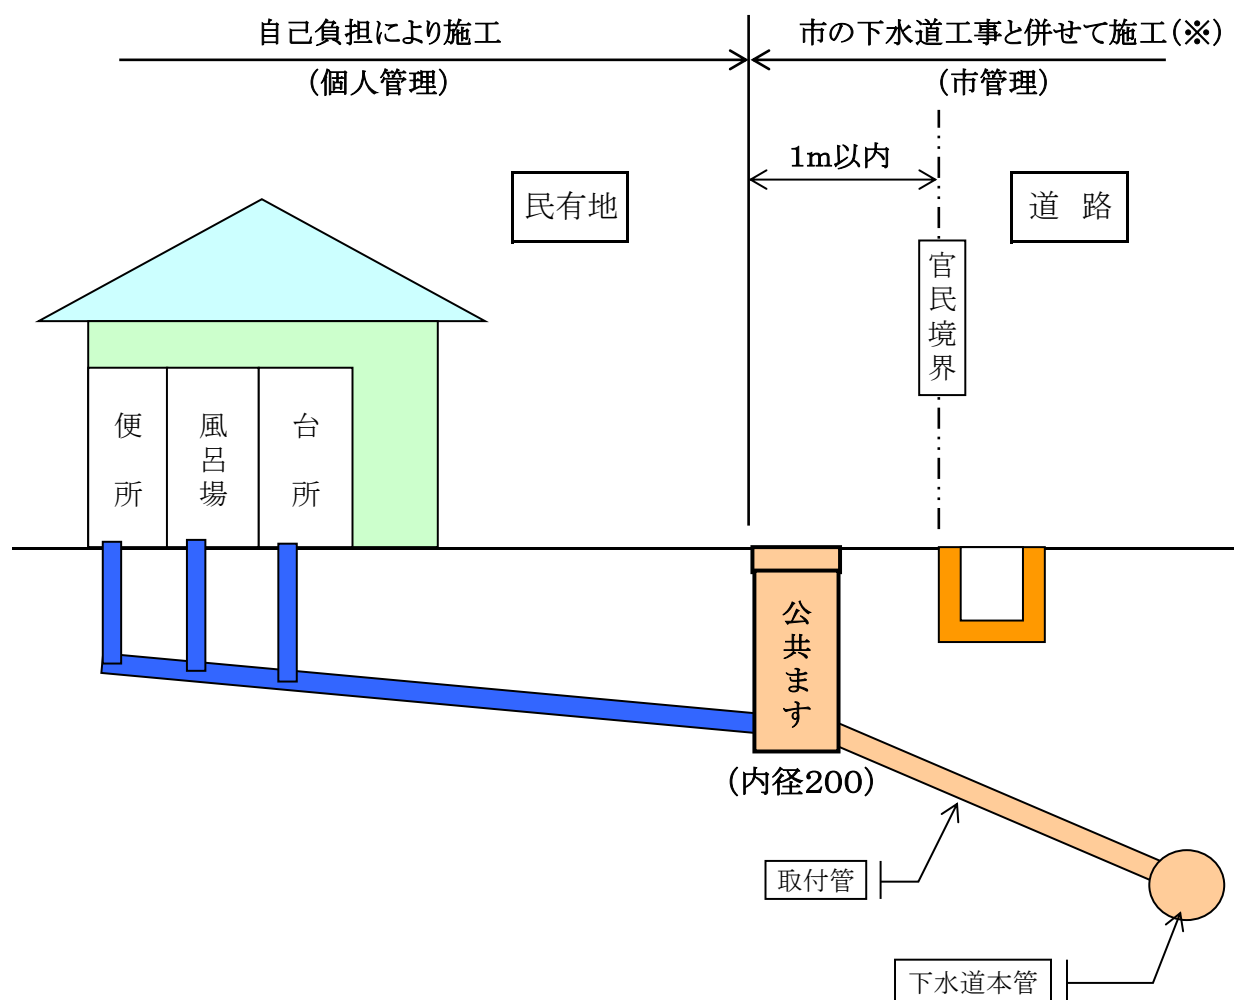 自己負担により施工
(個人管理)
市の下水道工事と併せて施工(※)
(市管理)
1m以内
民有地
道 路
官民境界
便所
風呂場
台所
公共ます
(内径200)
取付管
下水道本管